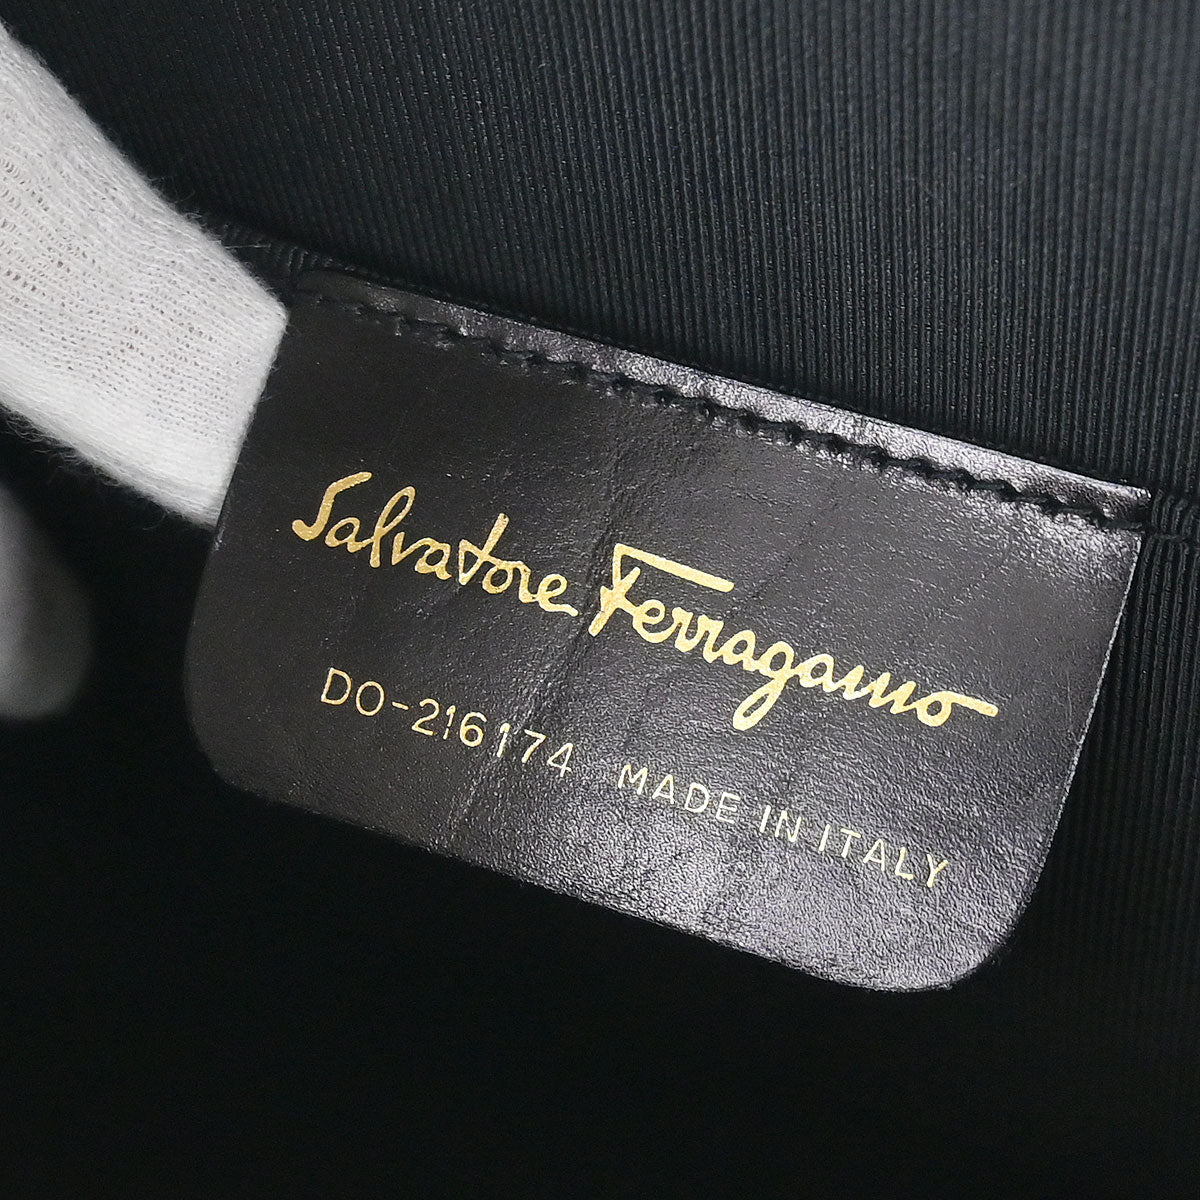 Salvatore Ferragamo
DO-216174 MADE IN ITALY